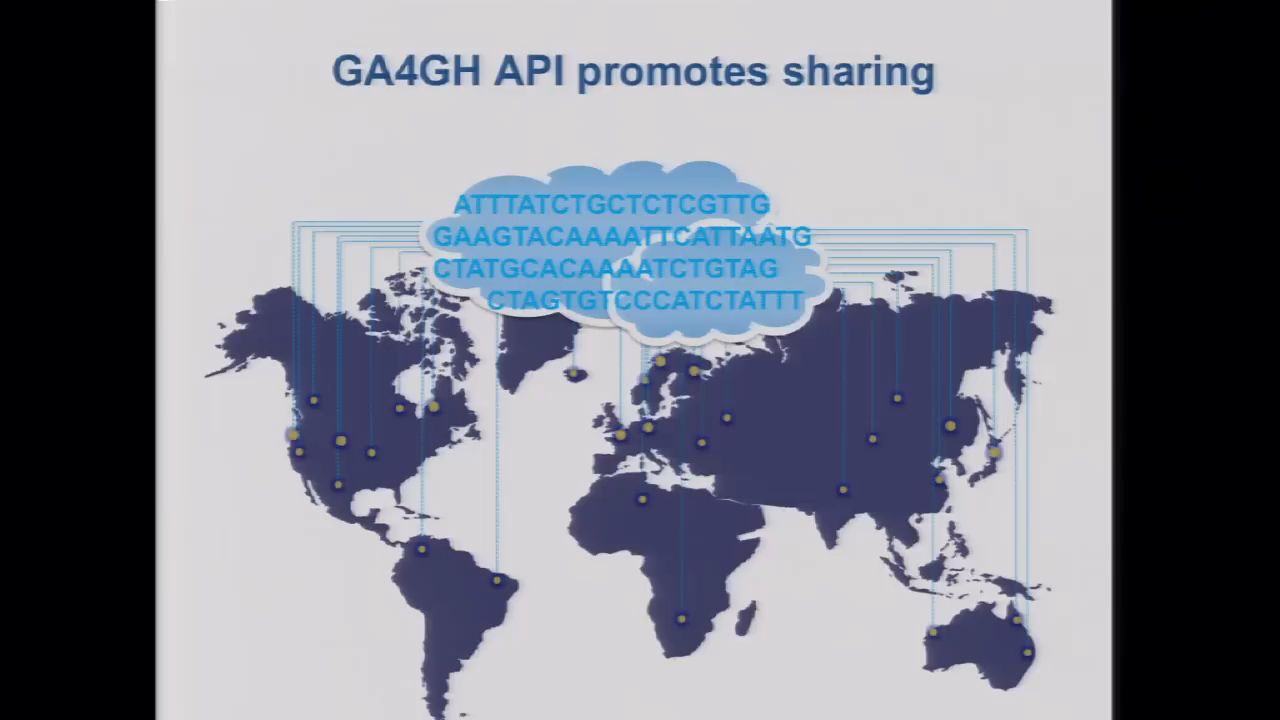 GA4GH API promotes sharing
ATTTATCTGCTCTCGTTG
GAAGTACAAAATTCATTAATG
CTATGCACAAAATCTGTAG
CTAGTGTCCCATCTATTT